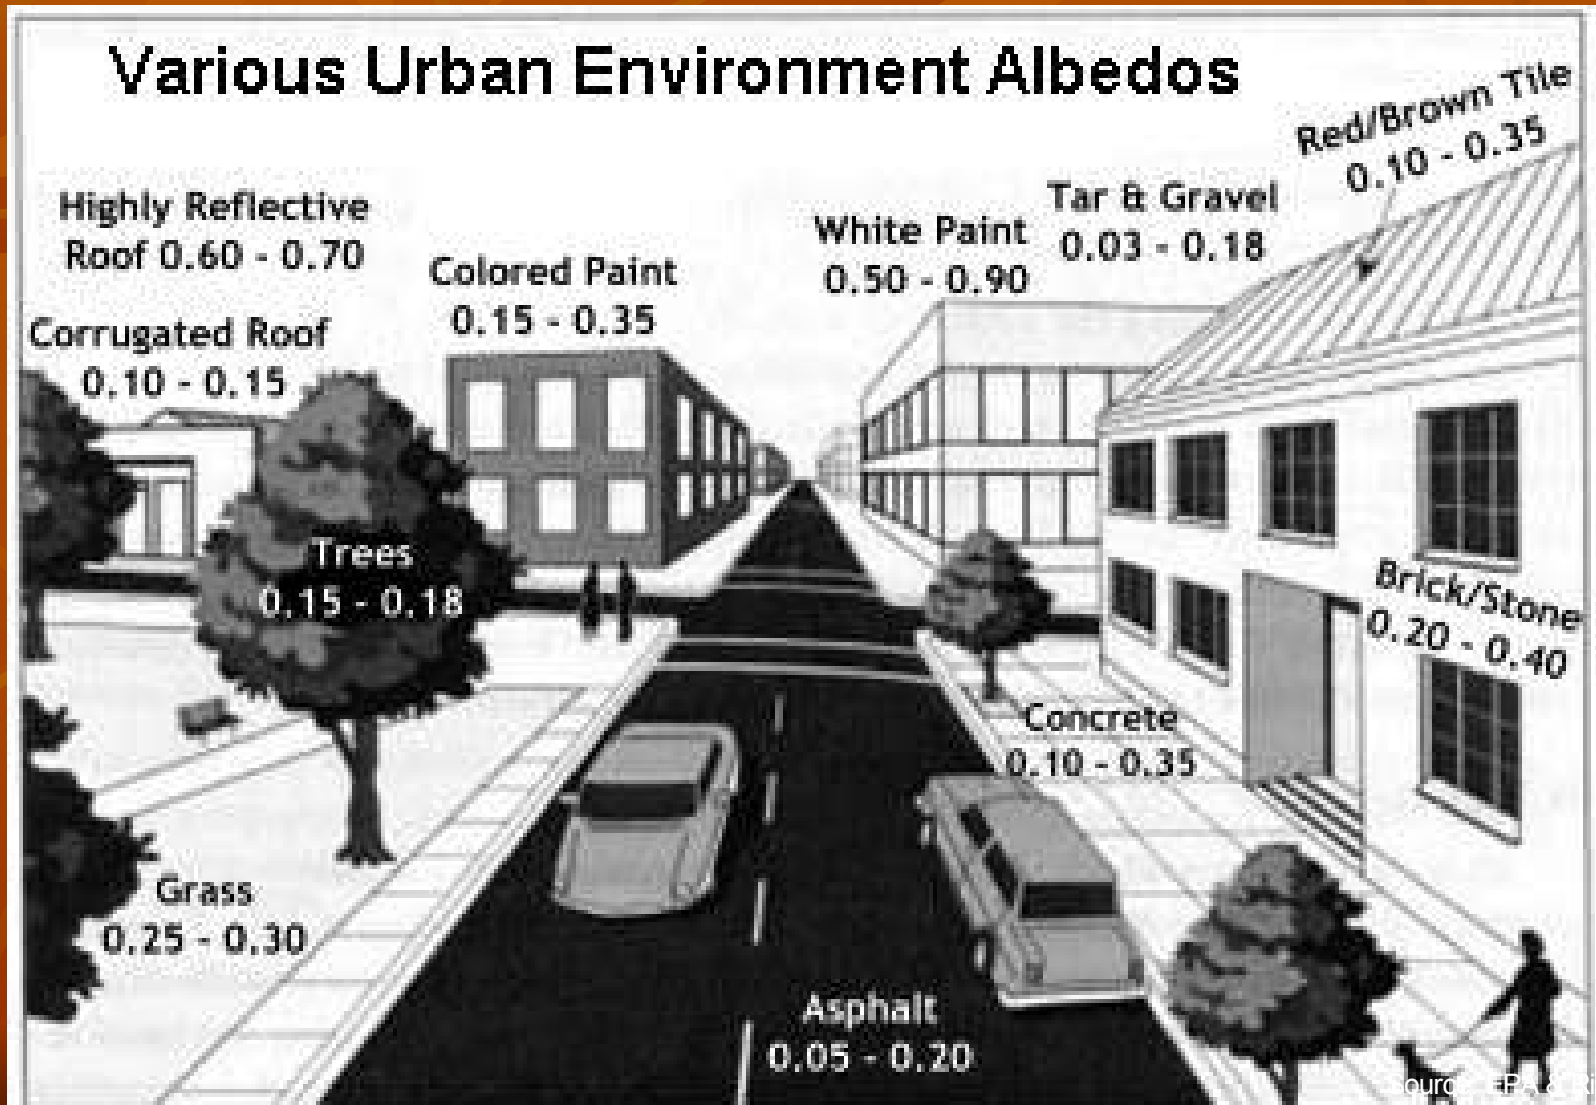 Various Urban Environment Albedos
Red/Brown Tile
0.10 - 0.35
Highly Reflective
Roof 0.60 - 0.70
Tar & Gravel
0.03 - 0.18
White Paint
0.50 - 0.90
Colored Paint
0.15 - 0.35
Corrugated Roof
0.10 - 0.15
Trees
0.15 - 0.18
Brick/Stone
0.20 - 0.40
Concrete
0.10 - 0.35
Grass
0.25 - 0.30
Asphalt
0.05 - 0.20
EPA &